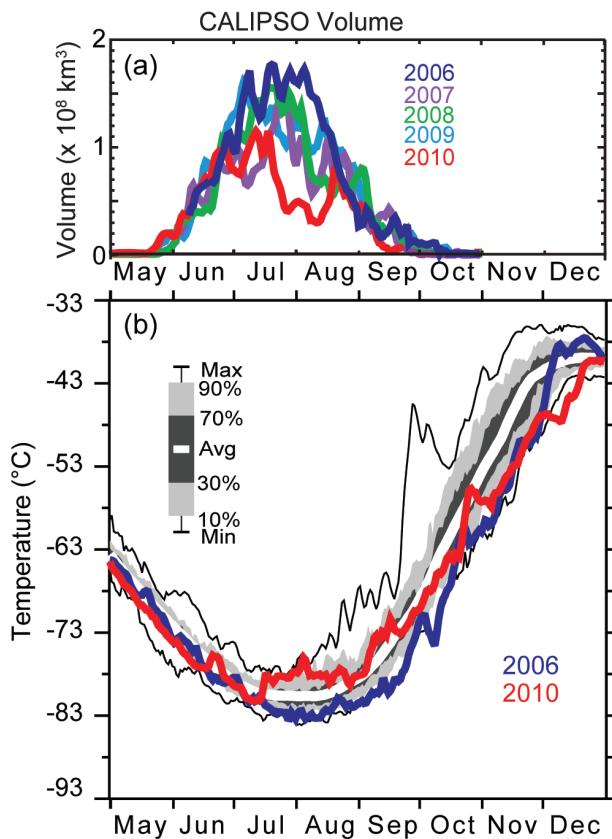 CALIPSO Volume
(a)
2
1
0
Volume (x 10⁸ km³)
2006
2007
2008
2009
2010
May Jun Jul Aug Sep Oct Nov Dec
(b)
-33
-43
-53
-63
-73
-83
-93
Temperature (°C)
Max
90%
70%
Avg
30%
10%
Min
2006
2010
May Jun Jul Aug Sep Oct Nov Dec